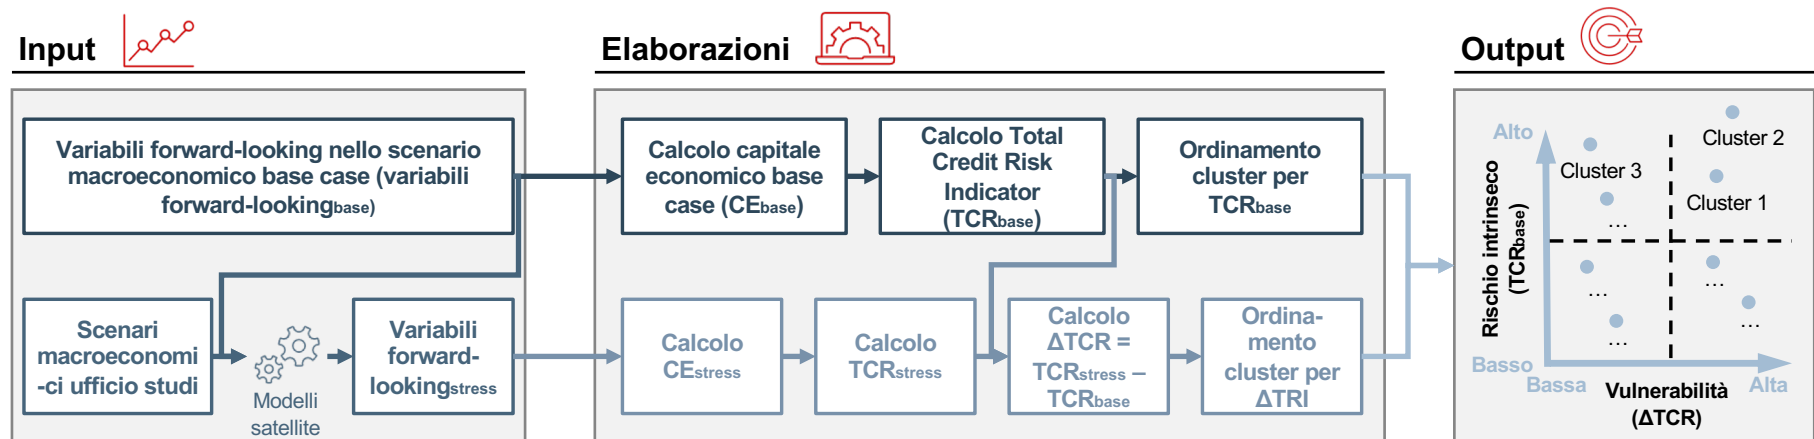 Input
Elaborazioni
Output
Variabili forward-looking nello scenario
macroeconomico base case (variabili
forward-lookingbase)
Scenari
macroeconomi
-ci ufficio studi
Modelli
satellite
Variabili
forward-
lookingstress
Calcolo capitale
economico base
case (CEbase)
Calcolo Total
Credit Risk
Indicator
(TCRbase)
Ordinamento
cluster per
TCRbase
Calcolo
CEstress
Calcolo
TCRstress
Calcolo
ΔTCR =
TCRstress –
TCRbase
Ordina-
mento
cluster per
ΔTRI
Rischio intrinseco
(TCRbase)
Alto
Cluster 2
Cluster 3
Cluster 1
…
…
…
…
Basso
Bassa
Vulnerabilità
(ΔTCR)
Alta